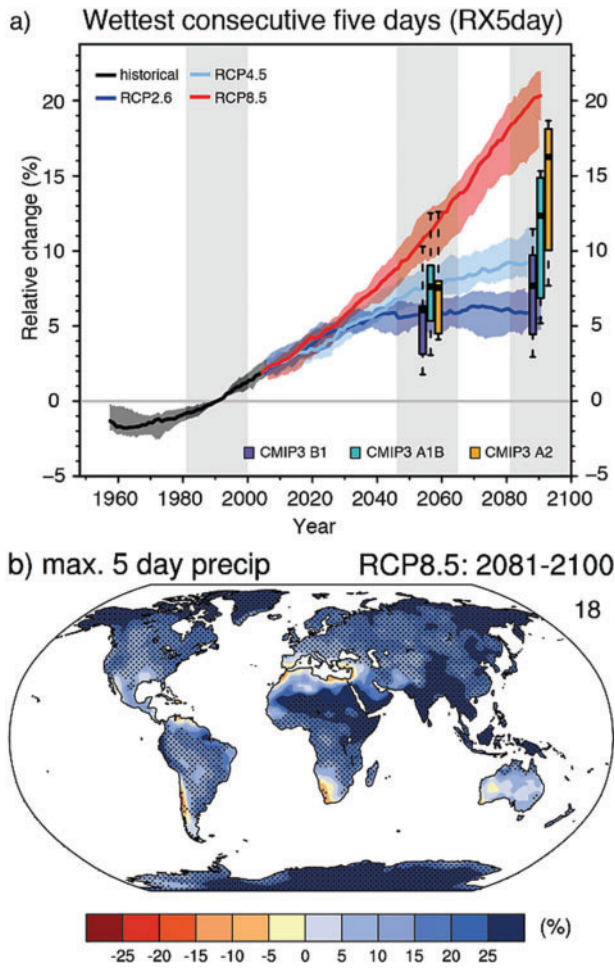 a) Wettest consecutive five days (RX5day)
historical RCP4.5
RCP2.6 RCP8.5
Relative change (%)
20 20
15 15
10 10
5 5
0 0
−5 −5
CMIP3 B1 CMIP3 A1B CMIP3 A2
1960 1980 2000 2020 2040 2060 2080 2100
Year
b) max. 5 day precip RCP8.5: 2081-2100
18
-25 -20 -15 -10 -5 0 5 10 15 20 25 (%)